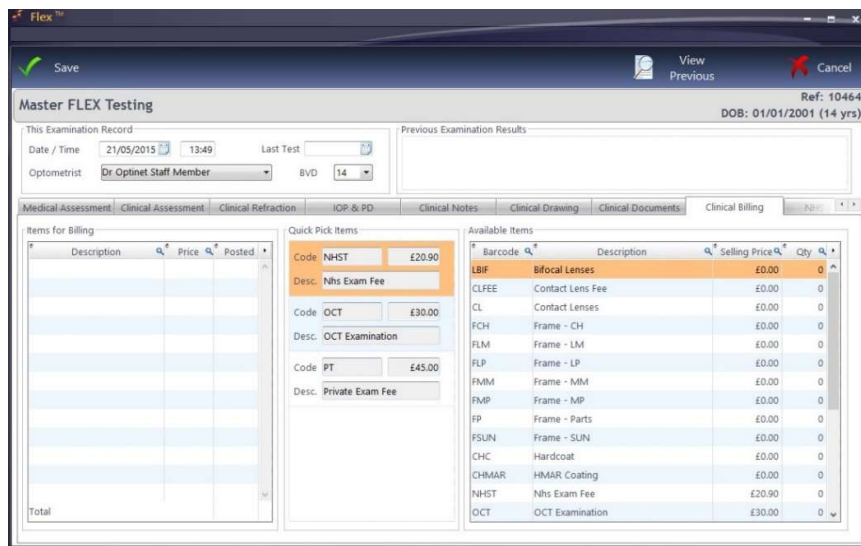 Flex™
Save
View Previous
Cancel
Master FLEX Testing
Ref: 10464
DOB: 01/01/2001 (14 yrs)
This Examination Record
Date / Time 21/05/2015 13:49 Last Test
Optometrist Dr Optinet Staff Member BVD 14
Previous Examination Results
Medical Assessment Clinical Assessment Clinical Refraction IOP & PD Clinical Notes Clinical Drawing Clinical Documents Clinical Billing NHS
Items for Billing
Description Price Posted
Total
Quick Pick Items
Code NHST £20.90
Desc. Nhs Exam Fee
Code OCT £30.00
Desc. OCT Examination
Code PT £45.00
Desc. Private Exam Fee
Available Items
Barcode Description Selling Price Qty
LBIF Bifocal Lenses £0.00 0
CLFEE Contact Lens Fee £0.00 0
CL Contact Lenses £0.00 0
FCH Frame - CH £0.00 0
FLM Frame - LM £0.00 0
FLP Frame - LP £0.00 0
FMM Frame - MM £0.00 0
FMP Frame - MP £0.00 0
FP Frame - Parts £0.00 0
FSUN Frame - SUN £0.00 0
CHC Hardcoat £0.00 0
CHMAR HMAR Coating £0.00 0
NHST Nhs Exam Fee £20.90 0
OCT OCT Examination £30.00 0